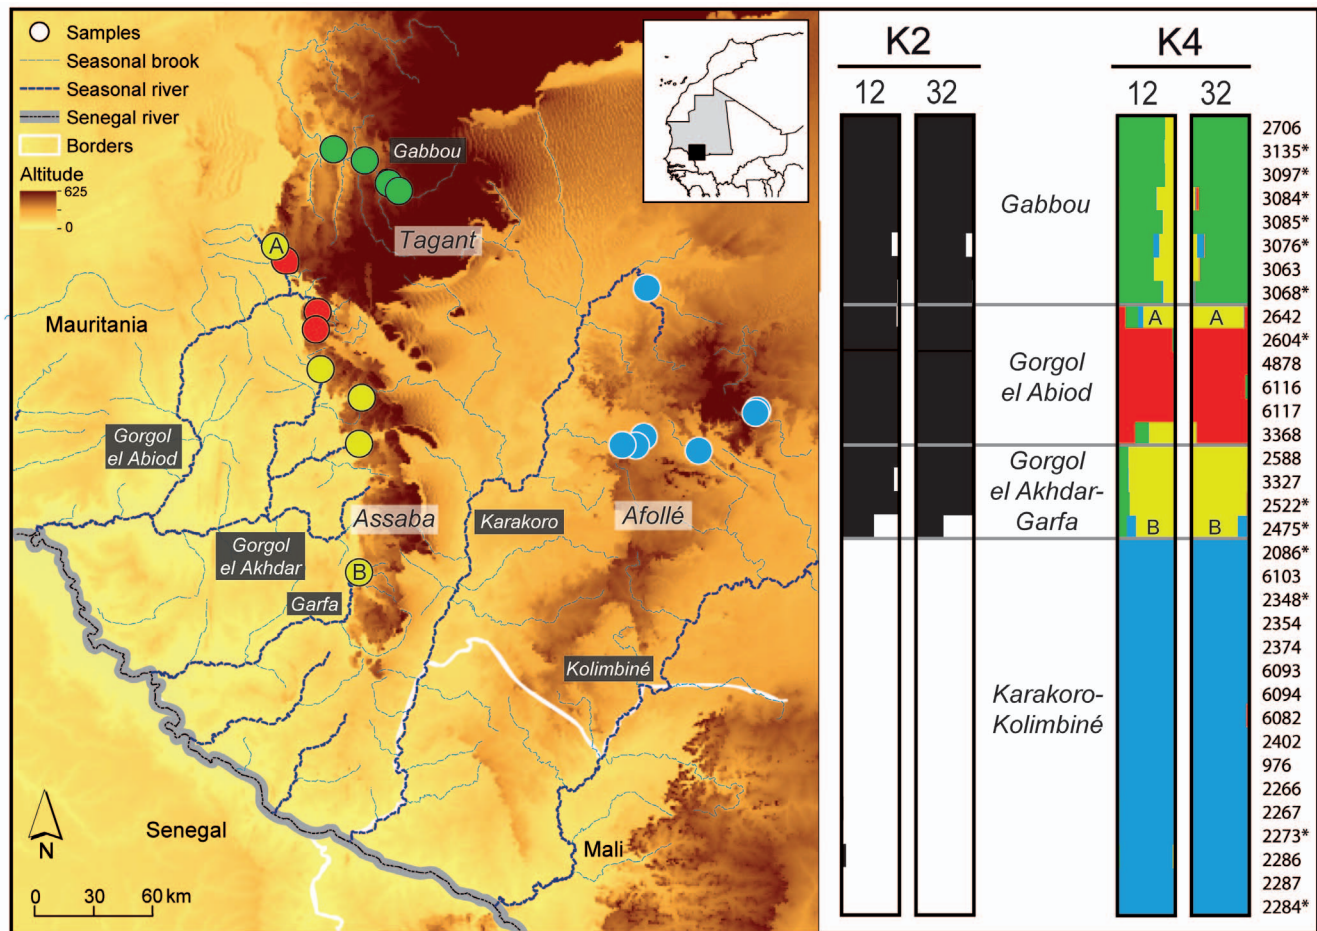 Samples
Seasonal brook
Seasonal river
Senegal river
Borders
Altitude
625
0
Gabbou
Tagant
A
Mauritania
Gorgol
el Abiod
Assaba
Karakoro
Afollé
Gorgol
el Akhdar
B
Garfa
Kolimbiné
Senegal
Mali
N
0 30 60 km
K2 K4
12 32 12 32
Gabbou
Gorgol
el Abiod
Gorgol
el Akhdar-
Garfa
Karakoro-
Kolimbiné
A A
B B
2706
3135*
3097*
3084*
3085*
3076*
3063
3068*
2642
2604*
4878
6116
6117
3368
2588
3327
2522*
2475*
2086*
6103
2348*
2354
2374
6093
6094
6082
2402
976
2266
2267
2273*
2286
2287
2284*